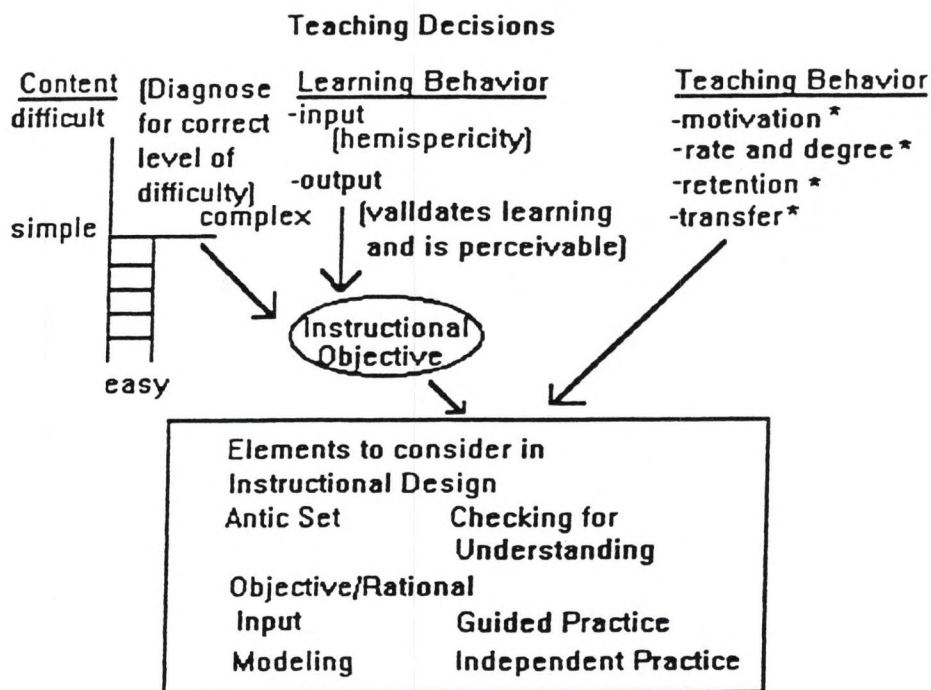 Teaching Decisions
Content
difficult
simple
easy
complex
[Diagnose
for correct
level of
difficulty]
Learning Behavior
-input
[hemispericity]
-output
[valldates learning
and is perceivable]
Teaching Behavior
-motivation *
-rate and degree *
-retention *
-transfer*
Instructional
Objective
Elements to consider in
Instructional Design
Antic Set Checking for
Understanding
Objective/Rational
Input Guided Practice
Modeling Independent Practice